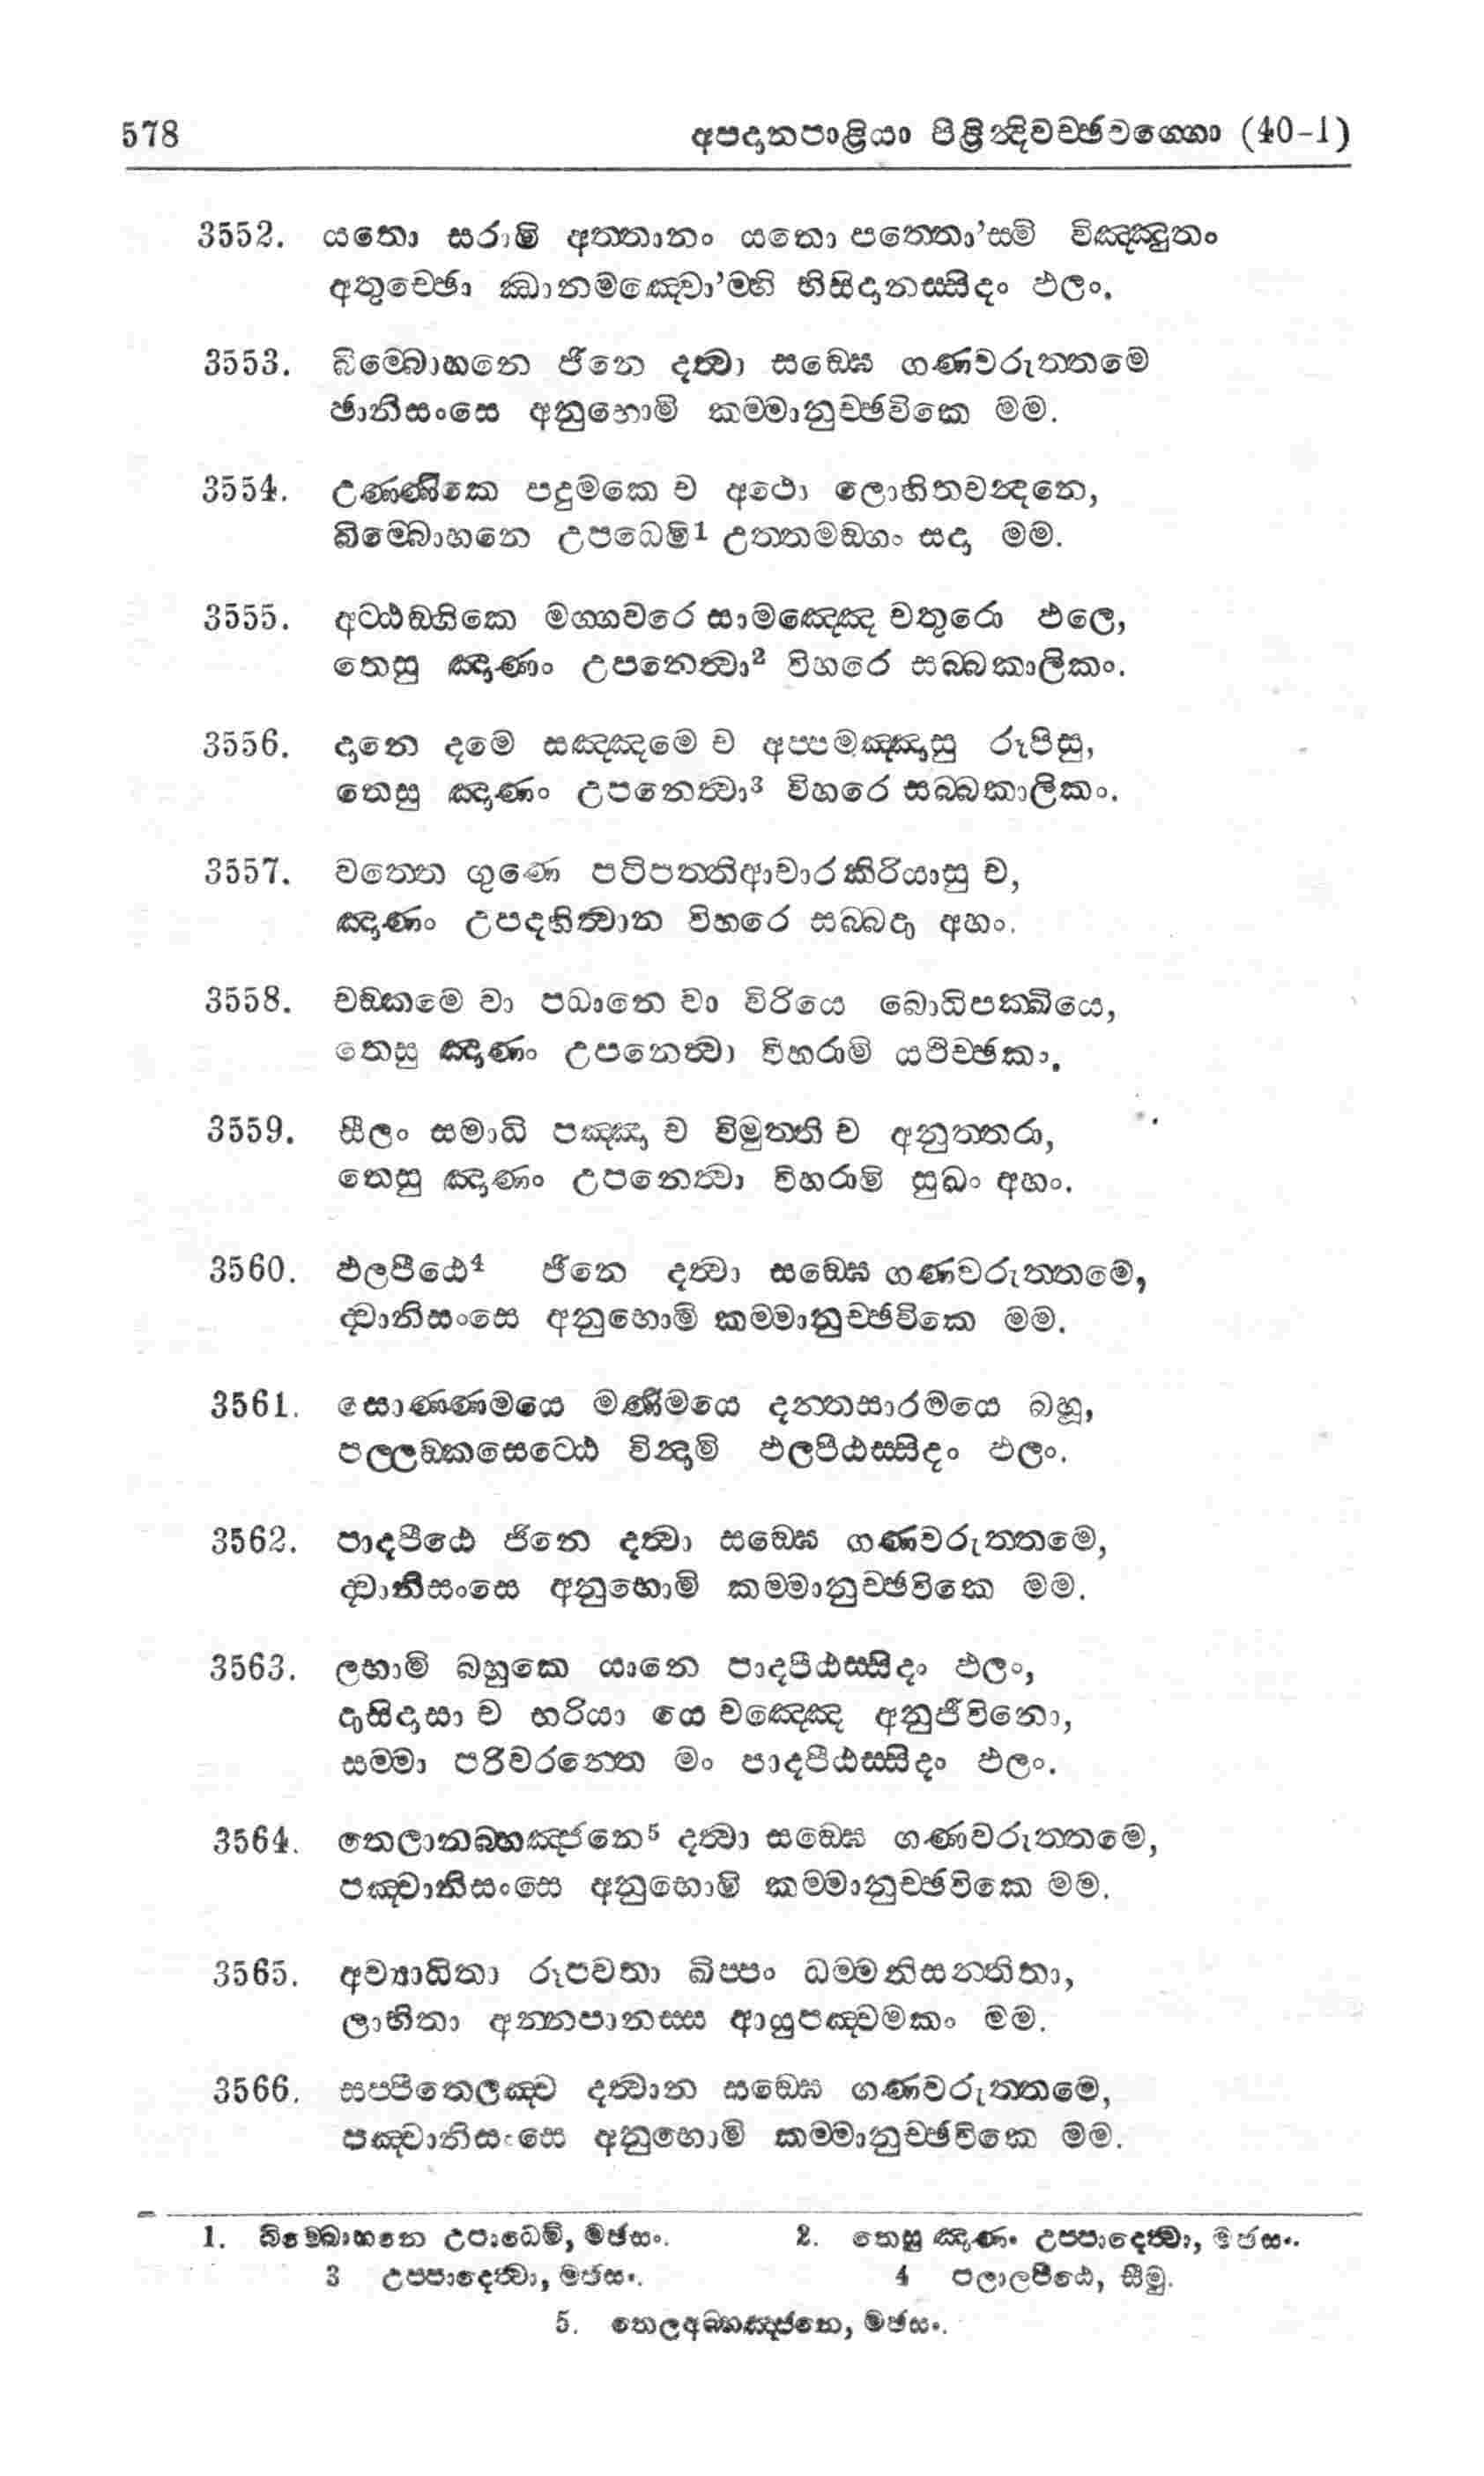 578 අපදානපාළියා පිළින්දිවච්ඡවග්ගො (40-1)
3552. යතො සරාමි අත්තානං යතො පත්තො'ස්මි විඤ්ඤුතං
අතුච්ඡො ඣානමඤ්චො'ම්හි භිසිදානස්සිදං ඵලං.
3553. බිම්බොහනෙ ජිනෙ දත්වා සඞ්ඝෙ ගණවරුත්තමෙ
ඡානිසංසෙ අනුභොමි කම්මානුච්ඡවිකෙ මම.
3554. උණ්ණිකෙ පදුමකෙ ච අථො ලොහිතචන්දනෙ,
බිම්බොහනෙ උපධෙමි1 උත්තමඞ්ගං සදා මම.
3555. අට්ඨඞ්ගිකෙ මග්ගවරෙ සාමඤ්ඤෙ චතුරො ඵලෙ,
තෙසු ඤාණං උපනෙත්වා2 විහරෙ සබ්බකාලිකං.
3556. දානෙ දමෙ සඤ්ඤමෙ ච අප්පමඤ්ඤාසු රූපිසු,
තෙසු ඤාණං උපනෙත්වා3 විහරෙ සබ්බකාලිකං.
3557. වත්තෙ ගුණෙ පටිපත්තිආචාරකිරියාසු ච,
ඤාණං උපදහිත්වාන විහරෙ සබ්බදා අහං.
3558. චඞ්කමෙ වා පධානෙ වා විරියෙ බොධිපක්ඛියෙ,
තෙසු ඤාණං උපනෙත්වා විහරාමි යපිච්ඡකා.
3559. සීලං සමාධි පඤ්ඤා ච විමුත්ති ච අනුත්තරා,
තෙසු ඤාණං උපනෙත්වා විහරාමි සුඛං අහං.
3560. ඵලපීඨෙ4 ජිනෙ දත්වා සඞ්ඝෙ ගණවරුත්තමෙ,
ද්වානිසංසෙ අනුභොමි කම්මානුච්ඡවිකෙ මම.
3561. සොණ්ණමයෙ මණිමයෙ දන්තසාරමයෙ බහූ,
පල්ලඞ්කසෙට්ඨෙ වින්දාමි ඵලපීඨස්සිදං ඵලං.
3562. පාදපීඨෙ ජිනෙ දත්වා සඞ්ඝෙ ගණවරුත්තමෙ,
ද්වානිසංසෙ අනුභොමි කම්මානුච්ඡවිකෙ මම.
3563. ලභාමි බහුකෙ යානෙ පාදපීඨස්සිදං ඵලං,
දාසිදාසා ච භරියා යෙ චඤ්ඤෙ අනුජීවිනො,
සම්මා පරිචරන්තෙ මං පාදපීඨස්සිදං ඵලං.
3564. තෙලානබ්භඤ්ජනෙ5 දත්වා සඞ්ඝෙ ගණවරුත්තමෙ,
පඤ්චානිසංසෙ අනුභොමි කම්මානුච්ඡවිකෙ මම.
3565. අව්‍යාධිතා රූපවතා ඛිප්පං ධම්මනිසන්තිතා,
ලාභිතා අන්නපානස්ස ආයුපඤ්චමකං මම.
3566. සප්පිතෙලඤ්ච දත්වාන සඞ්ඝෙ ගණවරුත්තමෙ,
පඤ්චානිසංසෙ අනුභොමි කම්මානුච්ඡවිකෙ මම.
1. බිම්බොහනෙ උපාධෙමි, මඡසං. 2. තෙසු ඤාණං උප්පාදෙත්වා, මඡසං.
3 උප්පාදෙත්වා, මඡසං. 4 පලාලපීඨෙ, සීමු.
5. තෙලඅබ්භඤ්ජනෙ, මඡසං.